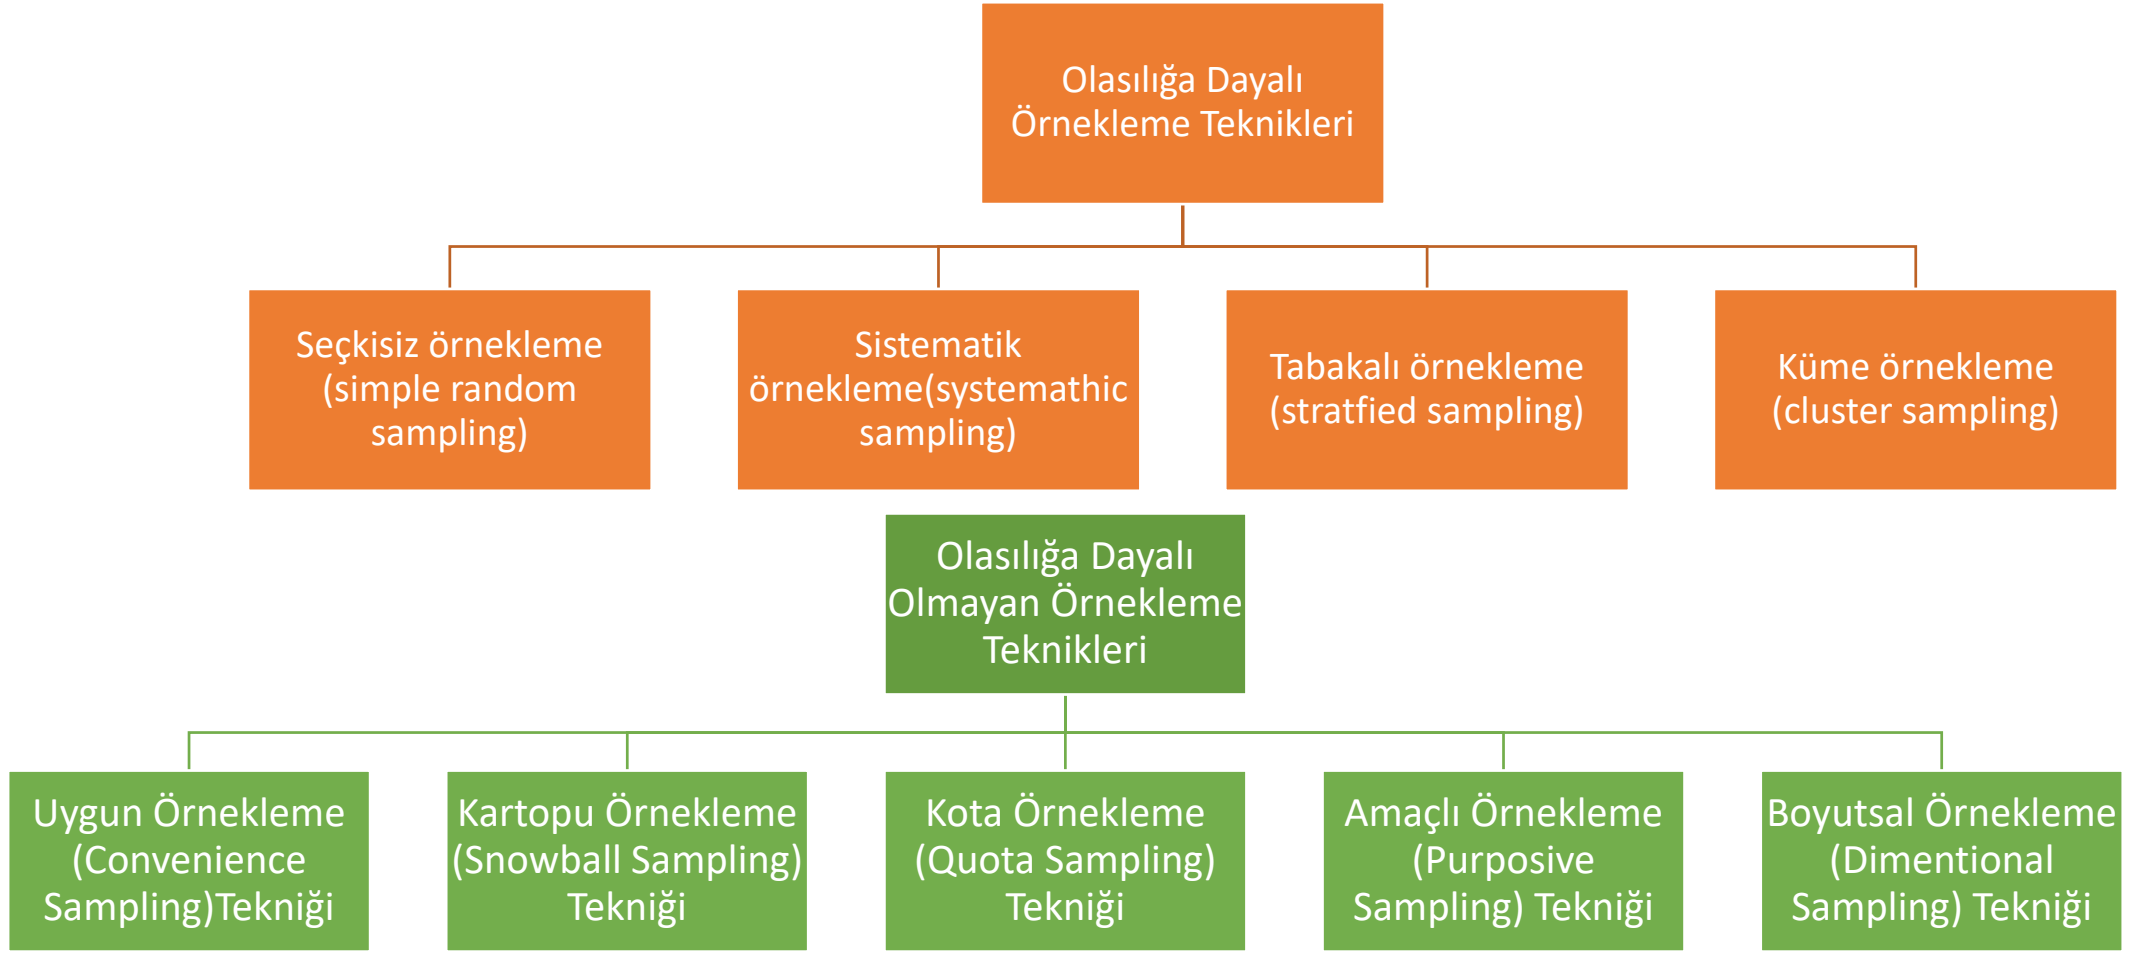 Olasılığa Dayalı
Örnekleme Teknikleri
Seçkisiz örnekleme
(simple random
sampling)
Sistematik
örnekleme(systemathic
sampling)
Tabakalı örnekleme
(stratfied sampling)
Küme örnekleme
(cluster sampling)
Olasılığa Dayalı
Olmayan Örnekleme
Teknikleri
Uygun Örnekleme
(Convenience
Sampling)Tekniği
Kartopu Örnekleme
(Snowball Sampling)
Tekniği
Kota Örnekleme
(Quota Sampling)
Tekniği
Amaçlı Örnekleme
(Purposive
Sampling) Tekniği
Boyutsal Örnekleme
(Dimentional
Sampling) Tekniği